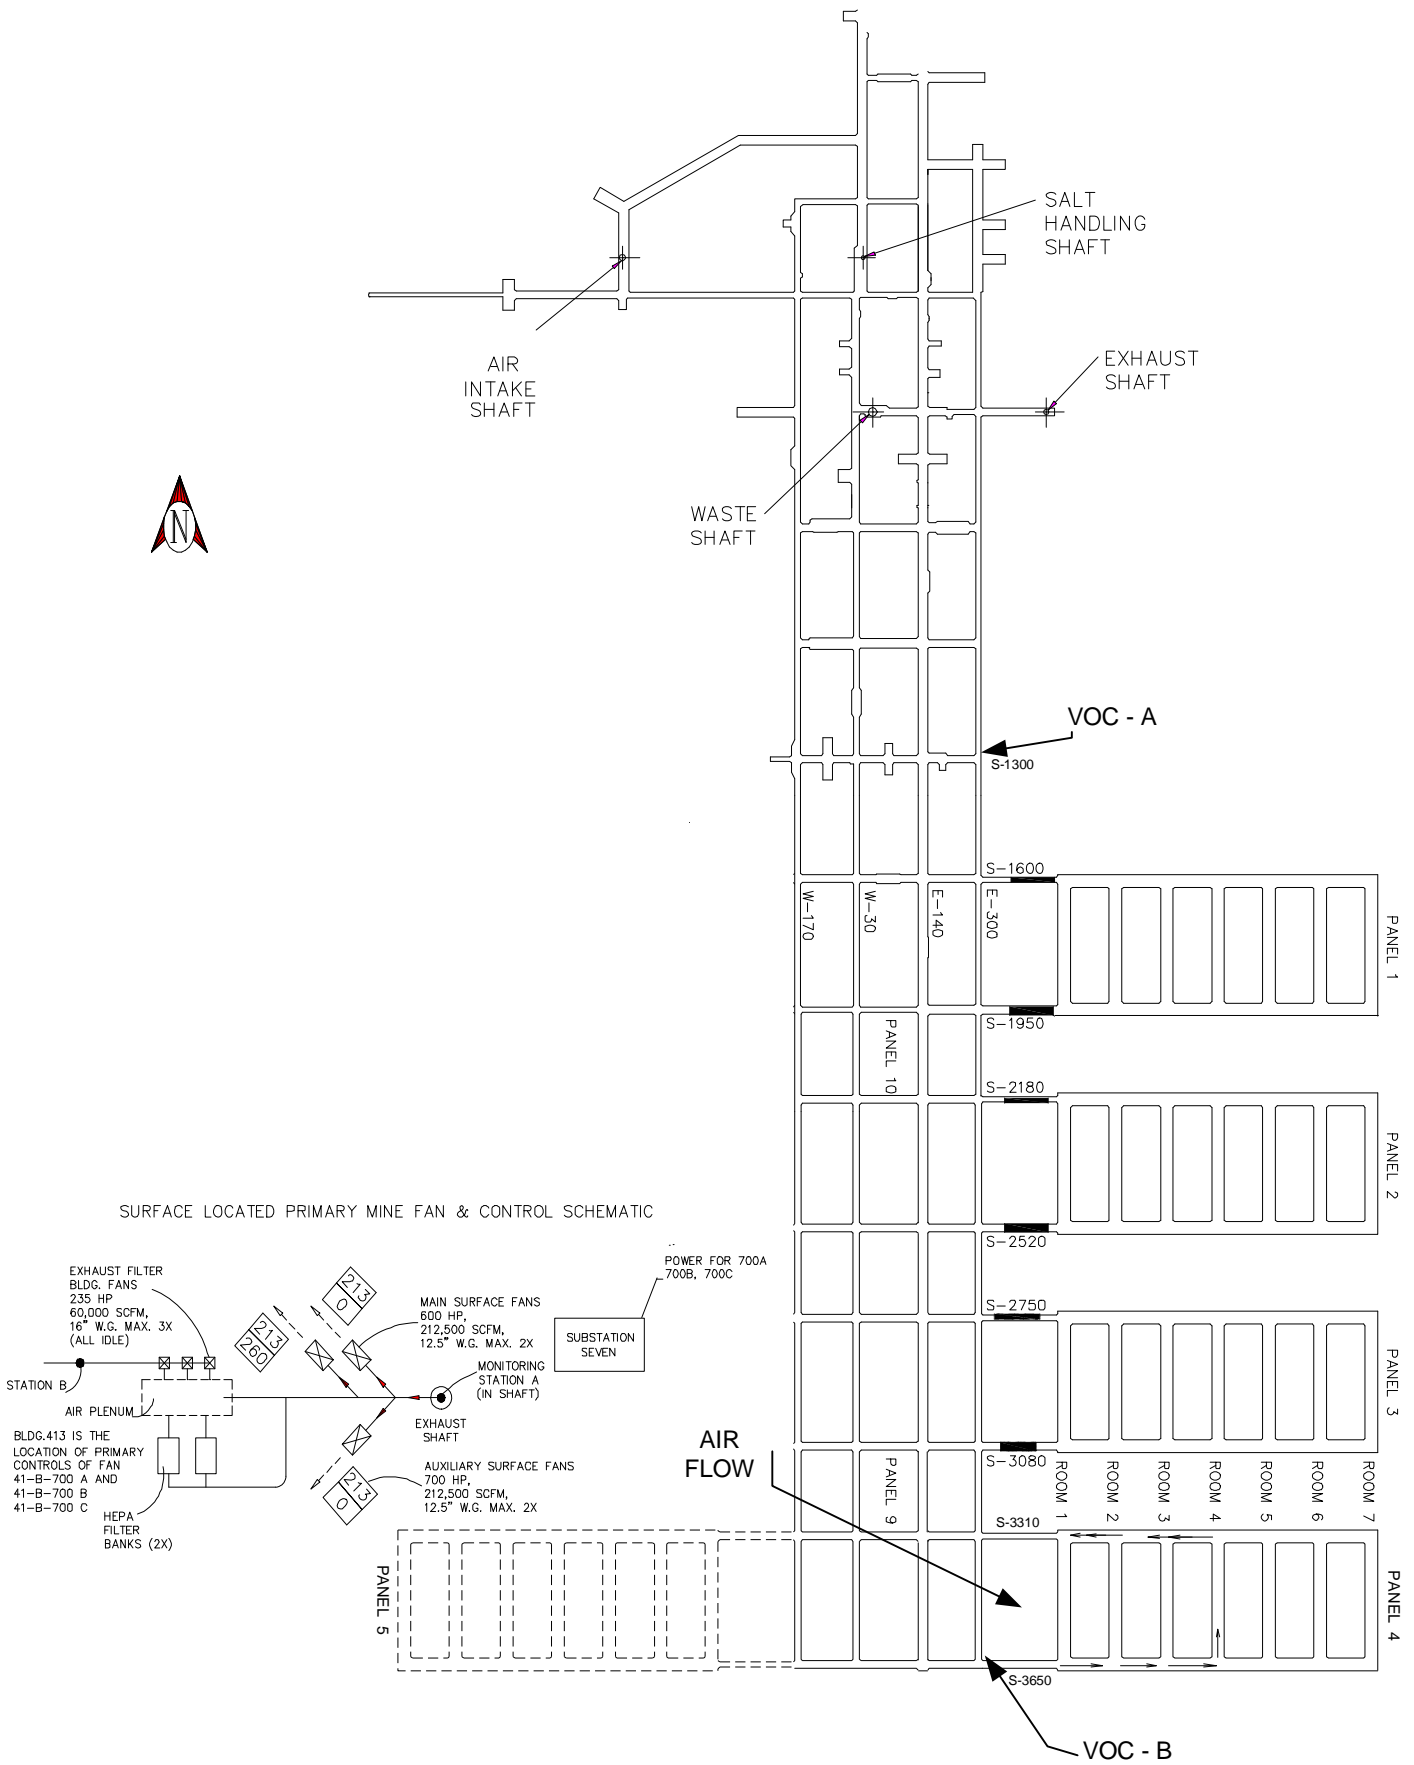 SALT
HANDLING
SHAFT
AIR
INTAKE
SHAFT
EXHAUST
SHAFT
N
WASTE
SHAFT
VOC - A
S-1300
S-1600
W-170
W-30
E-140
E-300
PANEL 1
S-1950
PANEL 10
S-2180
PANEL 2
S-2520
S-2750
PANEL 3
S-3080
ROOM 1
ROOM 2
ROOM 3
ROOM 4
ROOM 5
ROOM 6
ROOM 7
AIR
FLOW
PANEL 9
S-3310
PANEL 5
PANEL 4
S-3650
VOC - B
SURFACE LOCATED PRIMARY MINE FAN & CONTROL SCHEMATIC
EXHAUST FILTER
BLDG. FANS
235 HP
60,000 SCFM,
16" W.G. MAX. 3X
(ALL IDLE)
213
0
213
260
MAIN SURFACE FANS
600 HP,
212,500 SCFM,
12.5" W.G. MAX. 2X
POWER FOR 700A
700B, 700C
SUBSTATION
SEVEN
STATION B
MONITORING
STATION A
(IN SHAFT)
AIR PLENUM
EXHAUST
SHAFT
BLDG.413 IS THE
LOCATION OF PRIMARY
CONTROLS OF FAN
41-B-700 A AND
41-B-700 B
41-B-700 C
HEPA
FILTER
BANKS (2X)
213
0
AUXILIARY SURFACE FANS
700 HP,
212,500 SCFM,
12.5" W.G. MAX. 2X